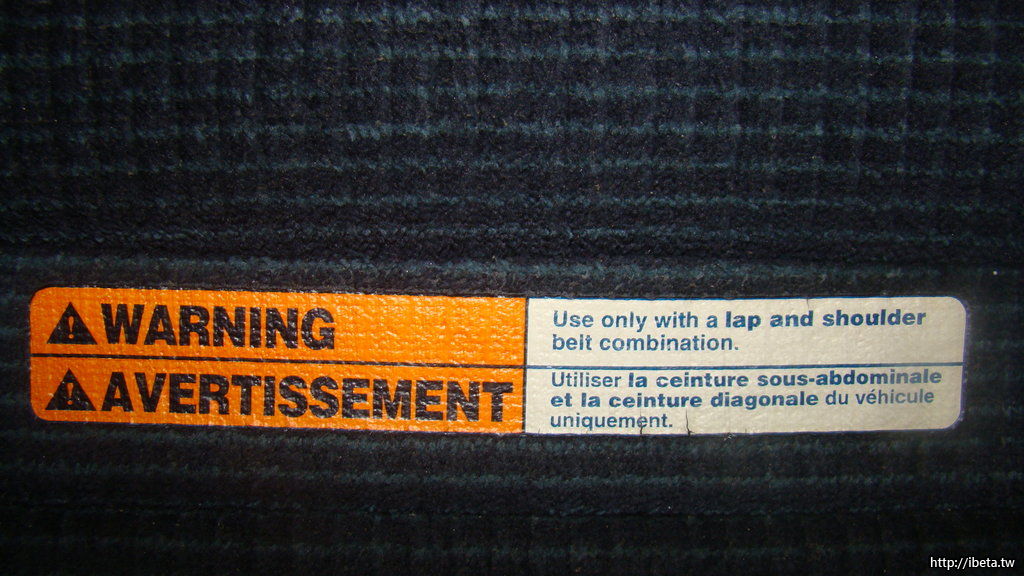 WARNING
Use only with a lap and shoulder
belt combination.
AVERTISSEMENT
Utiliser la ceinture sous-abdominale
et la ceinture diagonale du véhicule
uniquement.
http://ibeta.tw